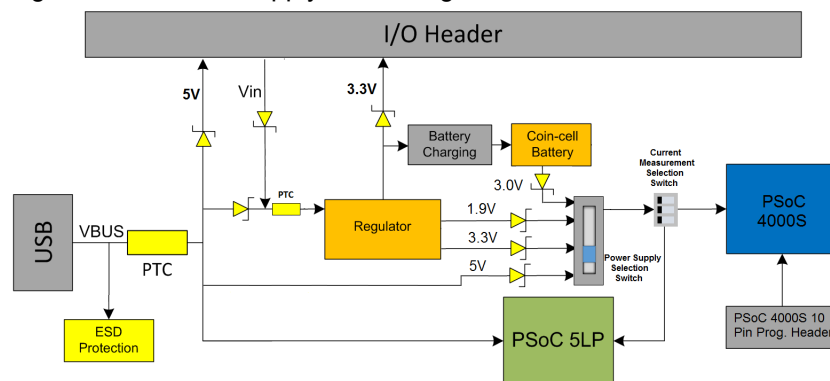 I/O Header
5V
Vin
3.3V
Battery
Charging
Coin-cell
Battery
Current
Measurement
Selection
Switch
3.0V
PTC
1.9V
PSoC
4000S
USB
VBUS
Regulator
3.3V
PTC
5V
Power Supply
Selection
Switch
ESD
Protection
PSoC 5LP
PSoC 4000S 10
Pin Prog. Header